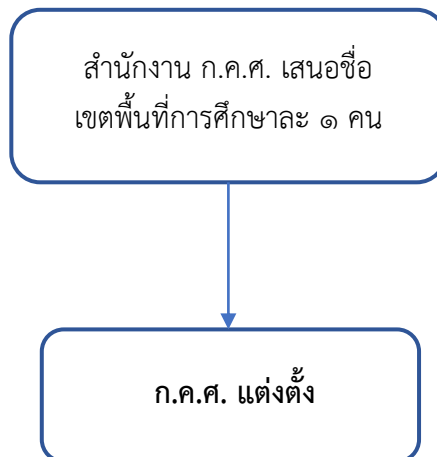 สำนักงาน ก.ค.ศ. เสนอชื่อ
เขตพื้นที่การศึกษาละ ๑ คน
ก.ค.ศ. แต่งตั้ง